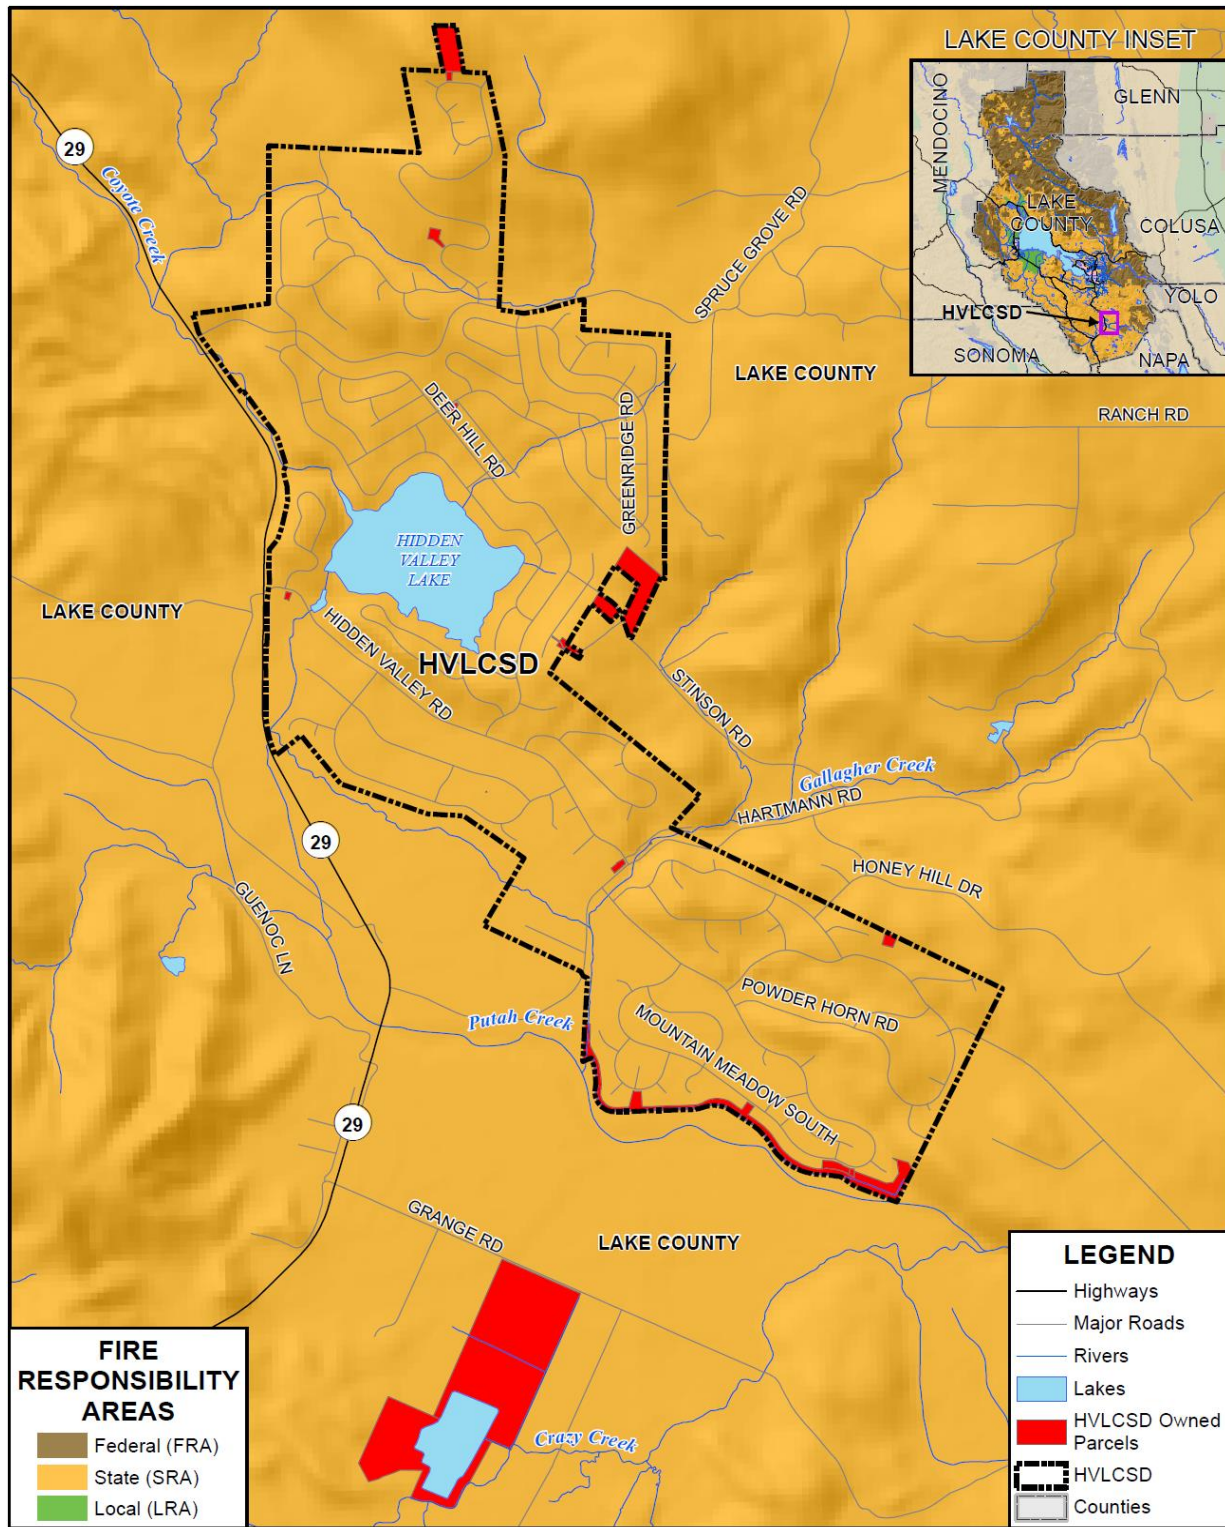 LAKE COUNTY INSET
MENDOCINO
GLENN
LAKE
COUNTY
COLUSA
YOLO
HVLCSD
SONOMA
NAPA
29
Coyote Creek
SPRUCE GROVE RD
LAKE COUNTY
RANCH RD
DEER HILL RD
GREENRIDGE RD
HIDDEN
VALLEY
LAKE
LAKE COUNTY
HIDDEN VALLEY RD
HVLCSD
STINSON RD
Gallagher Creek
HARTMANN RD
29
HONEY HILL DR
GUENOC LN
POWDER HORN RD
Putah Creek
MOUNTAIN MEADOW SOUTH
29
GRANGE RD
LAKE COUNTY
Crazy Creek
FIRE
RESPONSIBILITY
AREAS
Federal (FRA)
State (SRA)
Local (LRA)
LEGEND
Highways
Major Roads
Rivers
Lakes
HVLCSD Owned
Parcels
HVLCSD
Counties